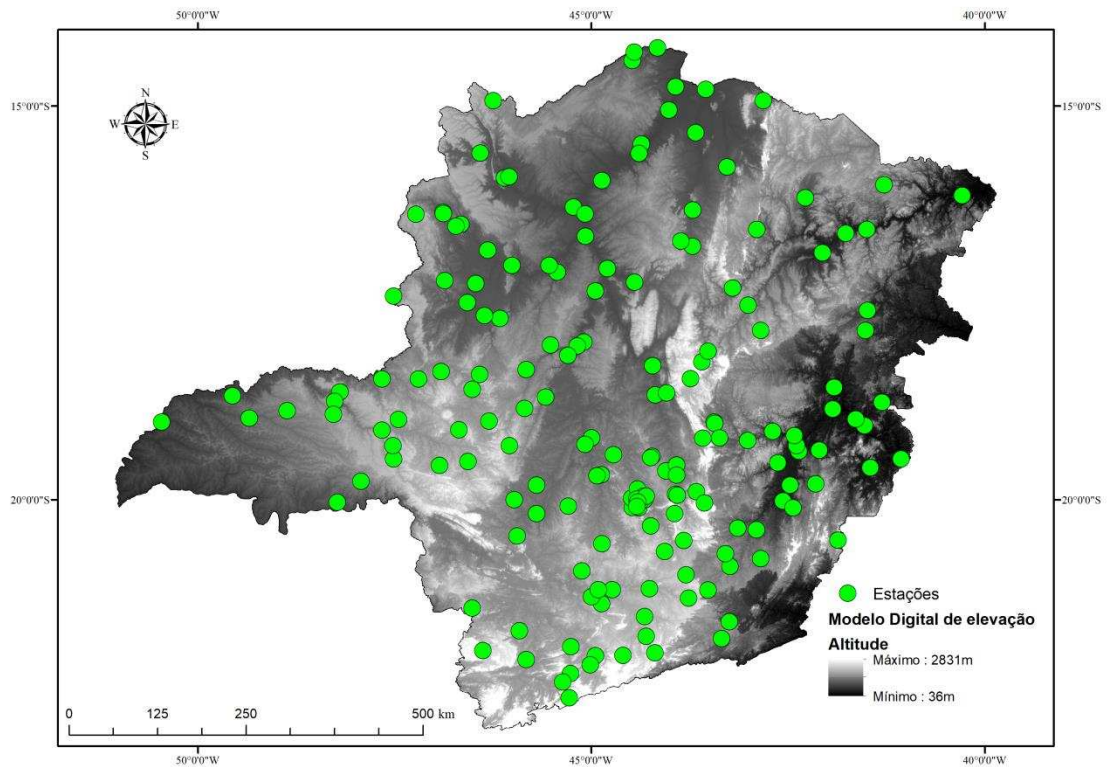 50°0'0"O 45°0'0"O 40°0'0"O
15°0'0"S 15°0'0"S
N
W E
S
20°0'0"S 20°0'0"S
Estações
Modelo Digital de elevação
Altitude
Máximo : 2831m
Mínimo : 36m
0 125 250 500 km
50°0'0"O 45°0'0"O 40°0'0"O